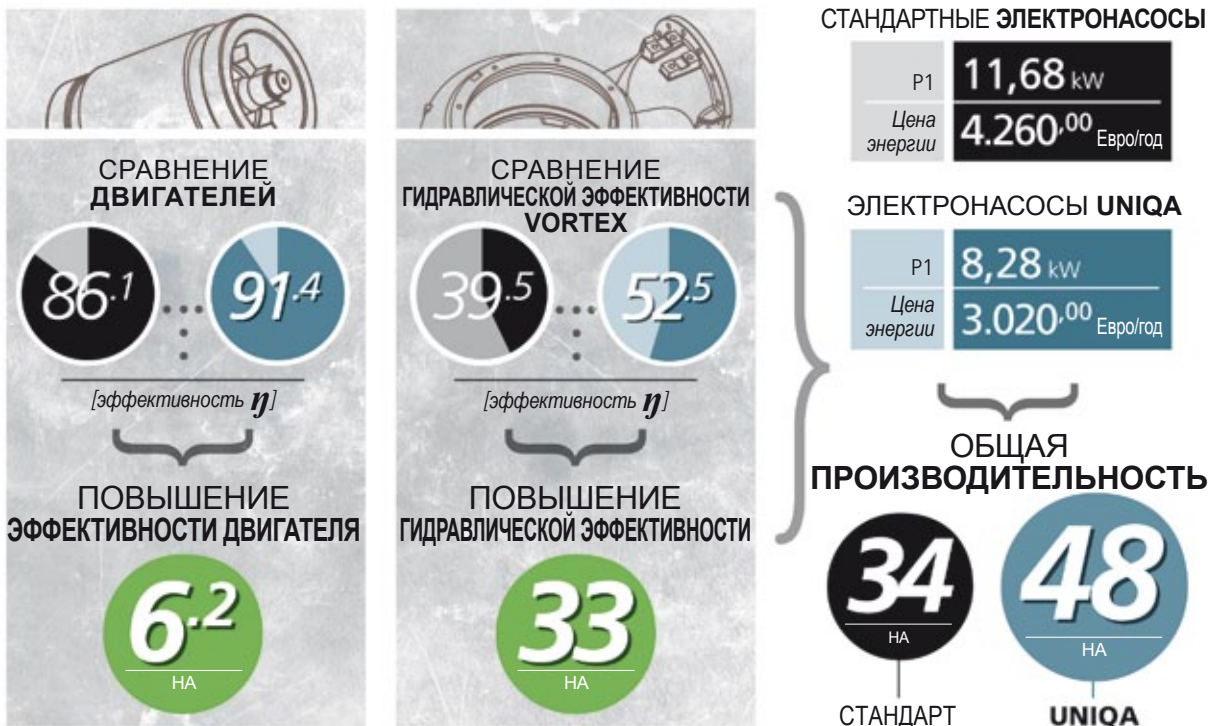 СРАВНЕНИЕ
ДВИГАТЕЛЕЙ
86.1
91.4
[эффективность η]
ПОВЫШЕНИЕ
ЭФФЕКТИВНОСТИ ДВИГАТЕЛЯ
6.2
НА
СРАВНЕНИЕ
ГИДРАВЛИЧЕСКОЙ ЭФФЕКТИВНОСТИ
VORTEX
39.5
52.5
[эффективность η]
ПОВЫШЕНИЕ
ГИДРАВЛИЧЕСКОЙ ЭФФЕКТИВНОСТИ
33
НА
СТАНДАРТНЫЕ ЭЛЕКТРОНАСОСЫ
P1 11,68 kW
Цена
энергии 4.260,00 Евро/год
ЭЛЕКТРОНАСОСЫ UNIQA
P1 8,28 kW
Цена
энергии 3.020,00 Евро/год
ОБЩАЯ
ПРОИЗВОДИТЕЛЬНОСТЬ
34
НА
СТАНДАРТ
48
НА
UNIQA